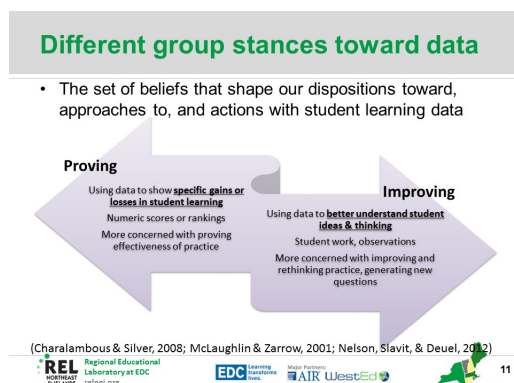 Different group stances toward data
• The set of beliefs that shape our dispositions toward,
approaches to, and actions with student learning data
Proving
Using data to show specific gains or
losses in student learning
Numeric scores or rankings
More concerned with proving
effectiveness of practice
Improving
Using data to better understand student
ideas & thinking
Student work, observations
More concerned with improving and
rethinking practice, generating new
questions
(Charalambous & Silver, 2008; McLaughlin & Zarrow, 2001; Nelson, Slavit, & Deuel, 2012)
REL
NORTHEAST
& ISLANDS
Regional Educational
Laboratory at EDC
relnei.org
EDC
Learning
transforms
lives.
Major Partners:
AIR WestEd
11